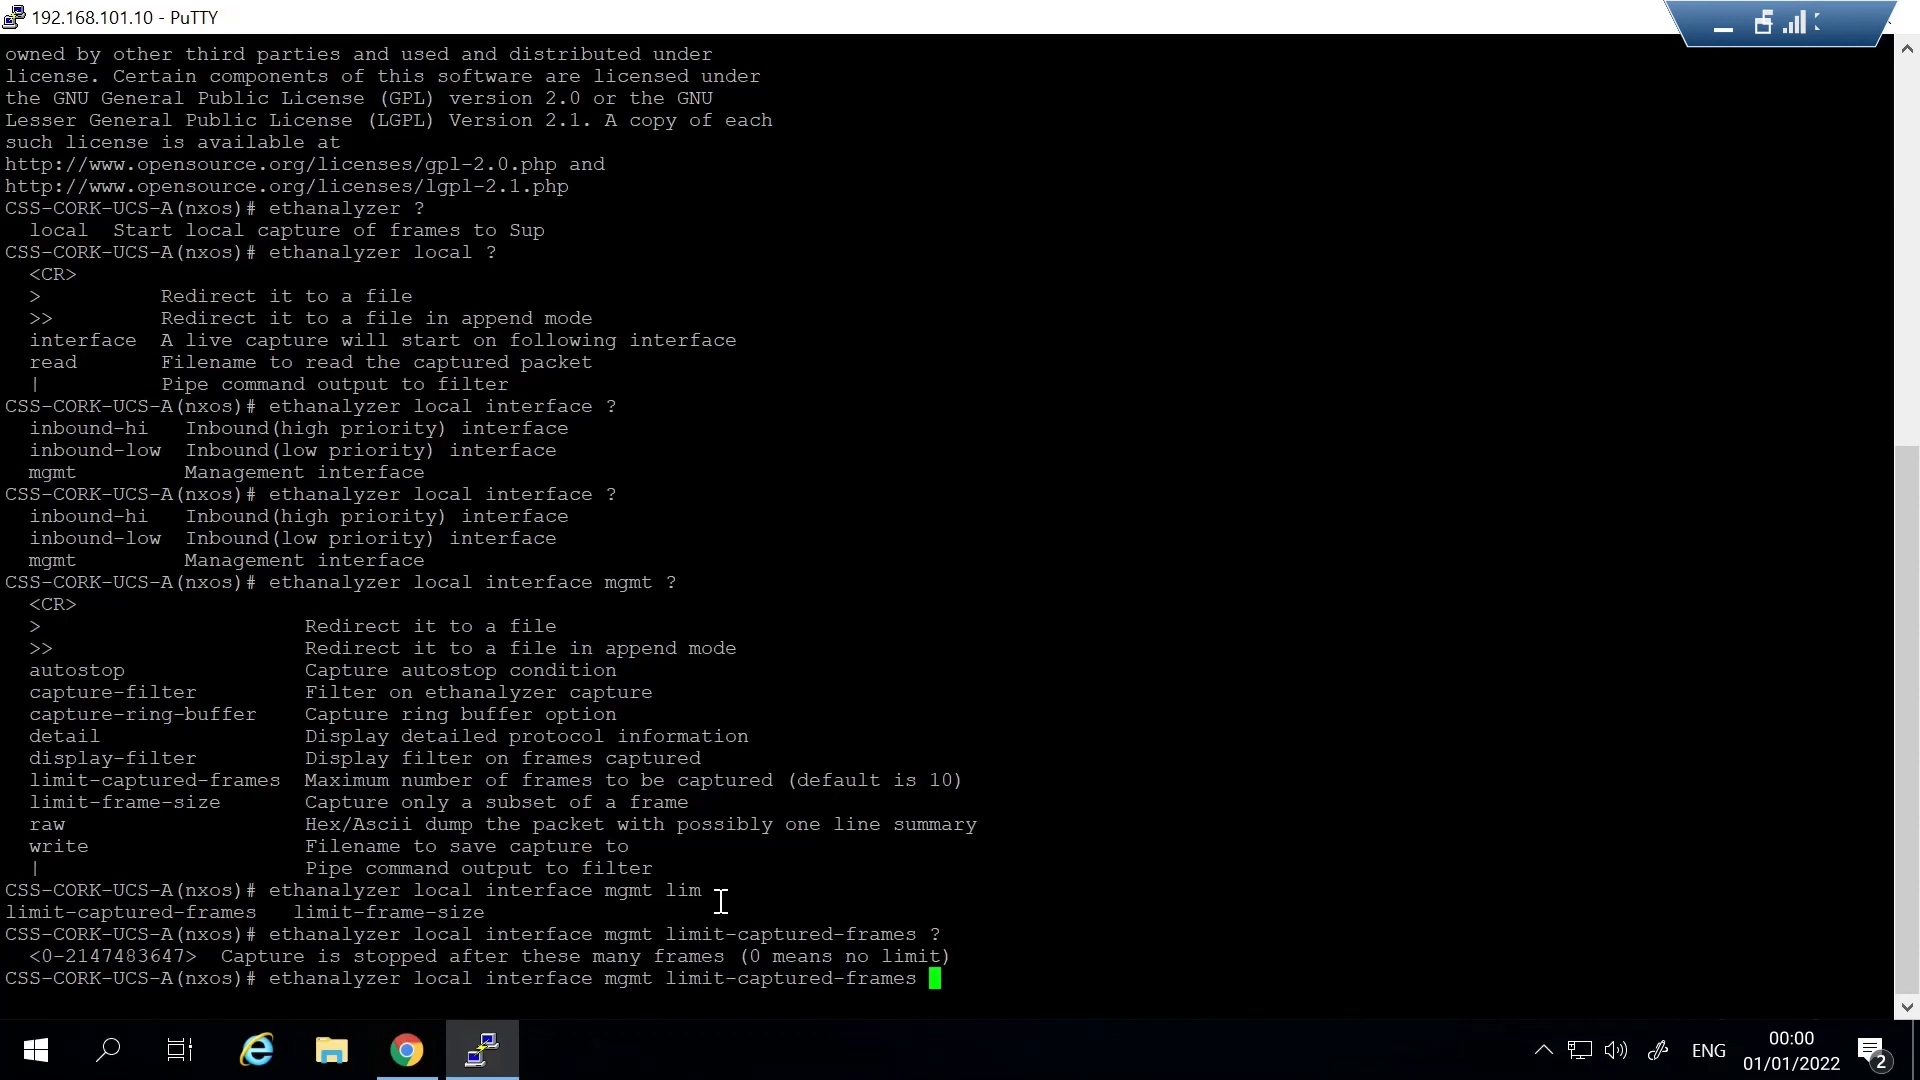 192.168.101.10 - PuTTY
owned by other third parties and used and distributed under
license. Certain components of this software are licensed under
the GNU General Public License (GPL) version 2.0 or the GNU
Lesser General Public License (LGPL) Version 2.1. A copy of each
such license is available at
http://www.opensource.org/licenses/gpl-2.0.php and
http://www.opensource.org/licenses/lgpl-2.1.php
CSS-CORK-UCS-A(nxos)# ethanalyzer ?
local  Start local capture of frames to Sup
CSS-CORK-UCS-A(nxos)# ethanalyzer local ?
<CR>
>  Redirect it to a file
>>  Redirect it to a file in append mode
interface  A live capture will start on following interface
read  Filename to read the captured packet
|  Pipe command output to filter
CSS-CORK-UCS-A(nxos)# ethanalyzer local interface ?
inbound-hi  Inbound(high priority) interface
inbound-low  Inbound(low priority) interface
mgmt  Management interface
CSS-CORK-UCS-A(nxos)# ethanalyzer local interface ?
inbound-hi  Inbound(high priority) interface
inbound-low  Inbound(low priority) interface
mgmt  Management interface
CSS-CORK-UCS-A(nxos)# ethanalyzer local interface mgmt ?
<CR>
>  Redirect it to a file
>>  Redirect it to a file in append mode
autostop  Capture autostop condition
capture-filter  Filter on ethanalyzer capture
capture-ring-buffer  Capture ring buffer option
detail  Display detailed protocol information
display-filter  Display filter on frames captured
limit-captured-frames  Maximum number of frames to be captured (default is 10)
limit-frame-size  Capture only a subset of a frame
raw  Hex/Ascii dump the packet with possibly one line summary
write  Filename to save capture to
|  Pipe command output to filter
CSS-CORK-UCS-A(nxos)# ethanalyzer local interface mgmt lim
limit-captured-frames   limit-frame-size
CSS-CORK-UCS-A(nxos)# ethanalyzer local interface mgmt limit-captured-frames ?
<0-2147483647>  Capture is stopped after these many frames (0 means no limit)
CSS-CORK-UCS-A(nxos)# ethanalyzer local interface mgmt limit-captured-frames
ENG
00:00
01/01/2022
2